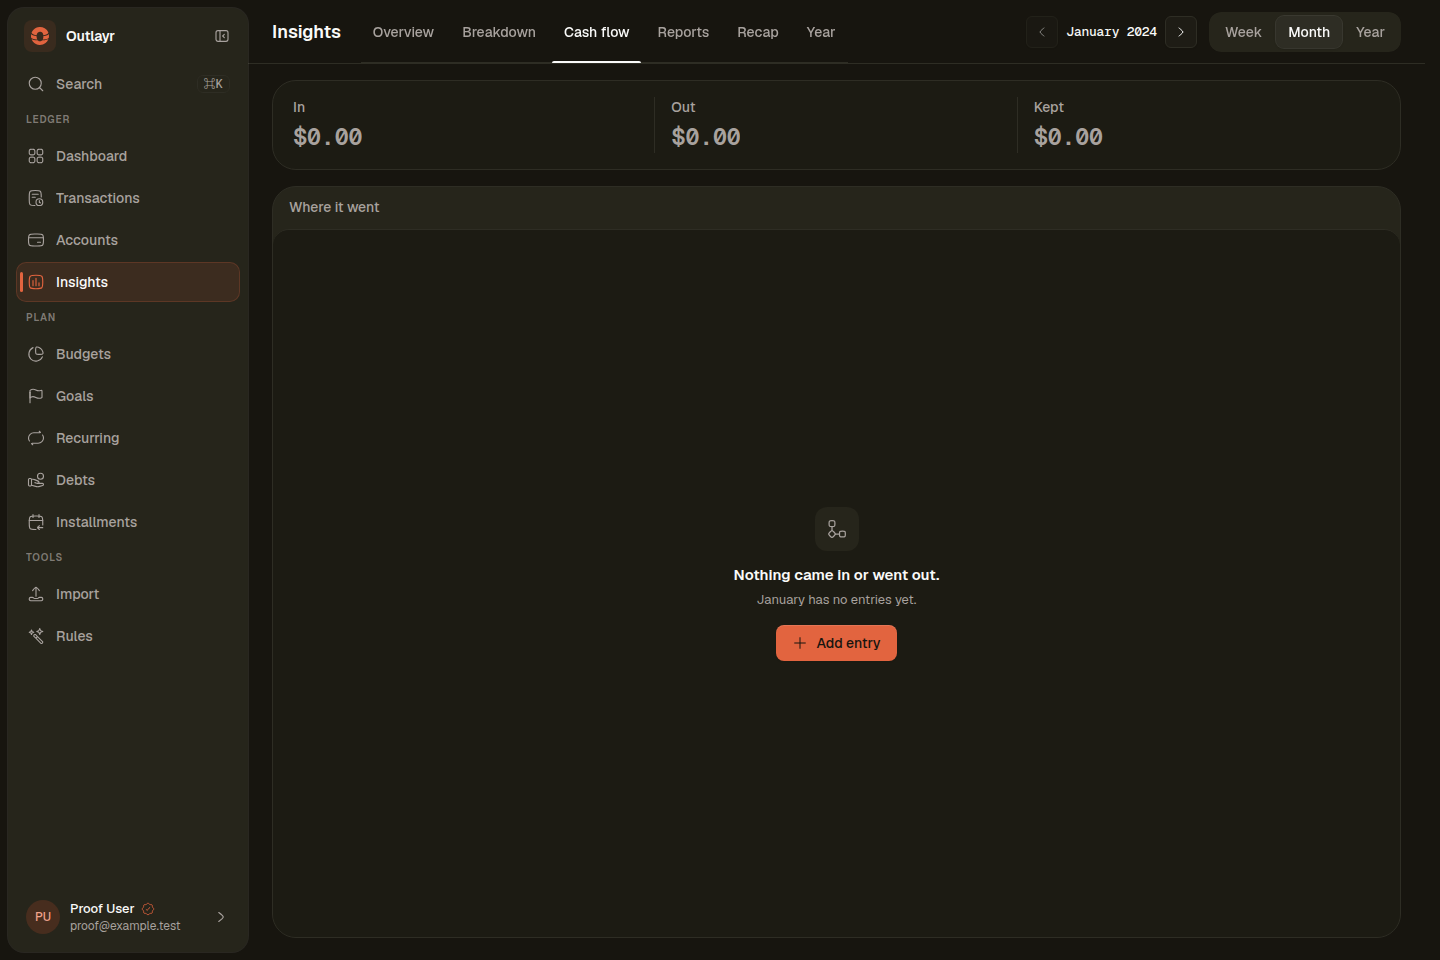 Outlayr
Search ⌘K
LEDGER
Dashboard
Transactions
Accounts
Insights
PLAN
Budgets
Goals
Recurring
Debts
Installments
TOOLS
Import
Rules
PU
Proof User
proof@example.test
Insights Overview Breakdown Cash flow Reports Recap Year
January 2024
Week Month Year
In
$0.00
Out
$0.00
Kept
$0.00
Where it went
Nothing came in or went out.
January has no entries yet.
Add entry